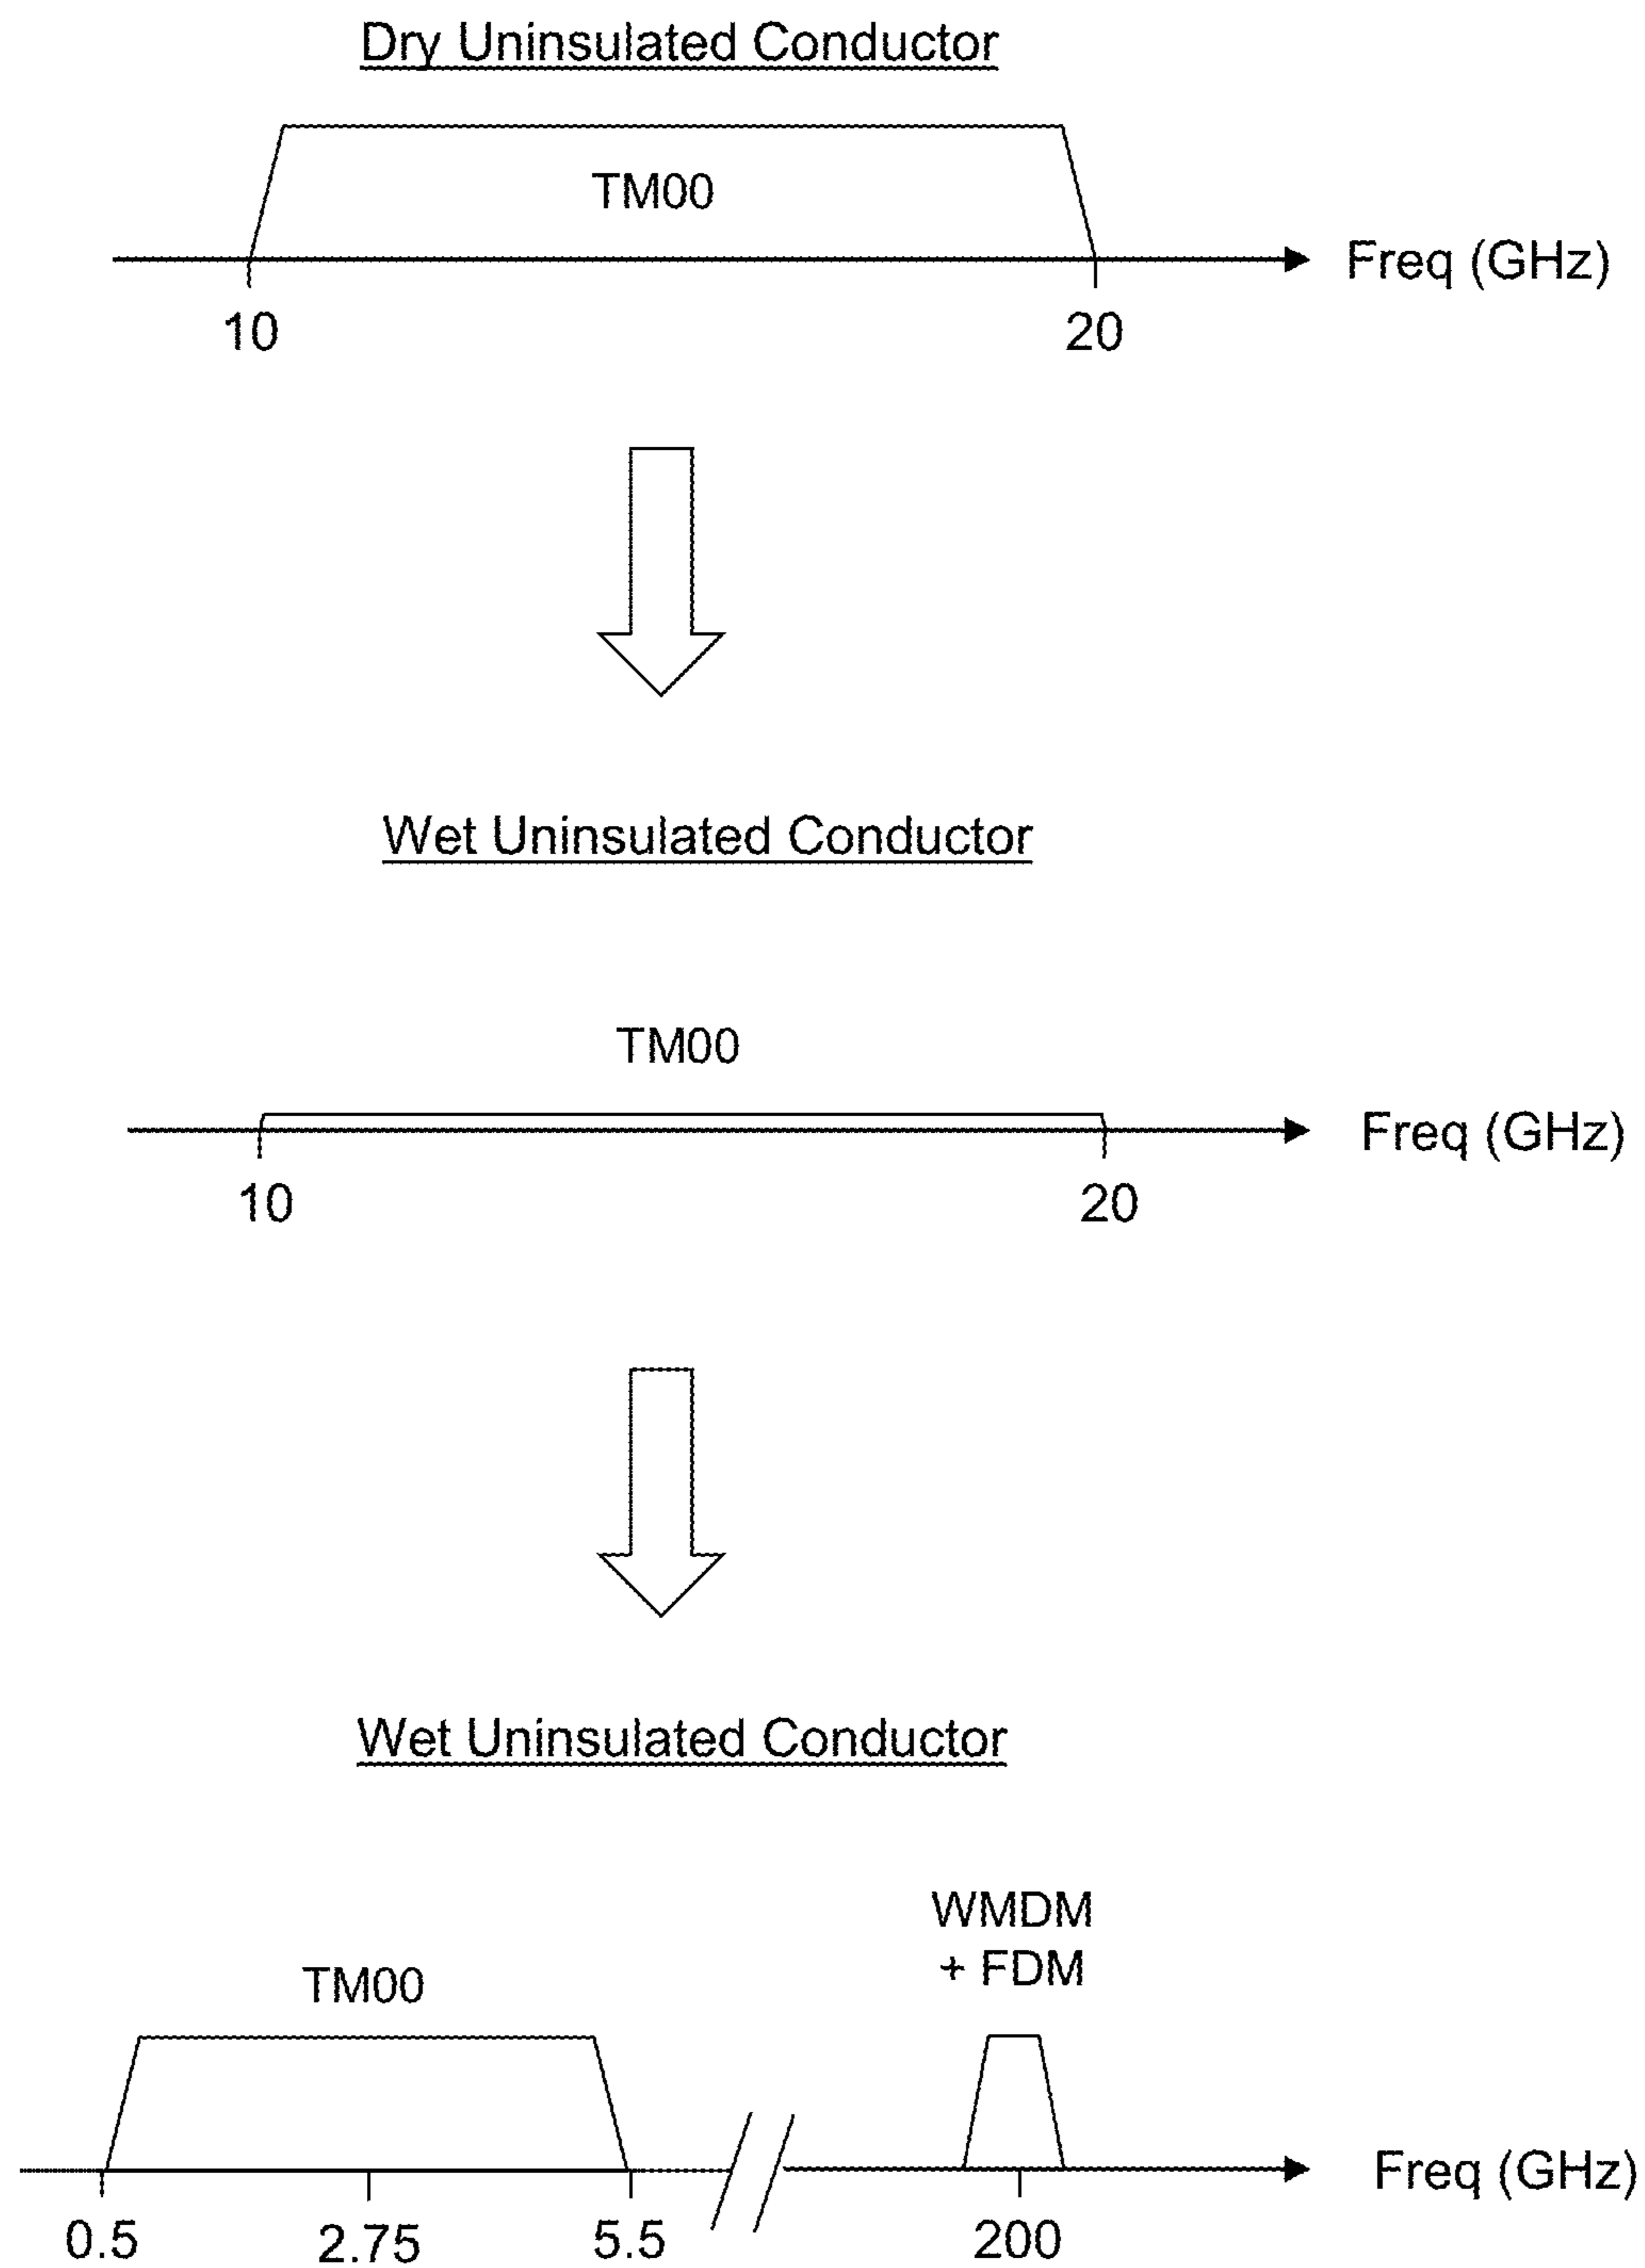 Dry Uninsulated Conductor
TM00
Freq (GHz)
10
20
Wet Uninsulated Conductor
TM00
Freq (GHz)
10
20
Wet Uninsulated Conductor
WMDM
+ FDM
TM00
Freq (GHz)
0.5
2.75
5.5
200